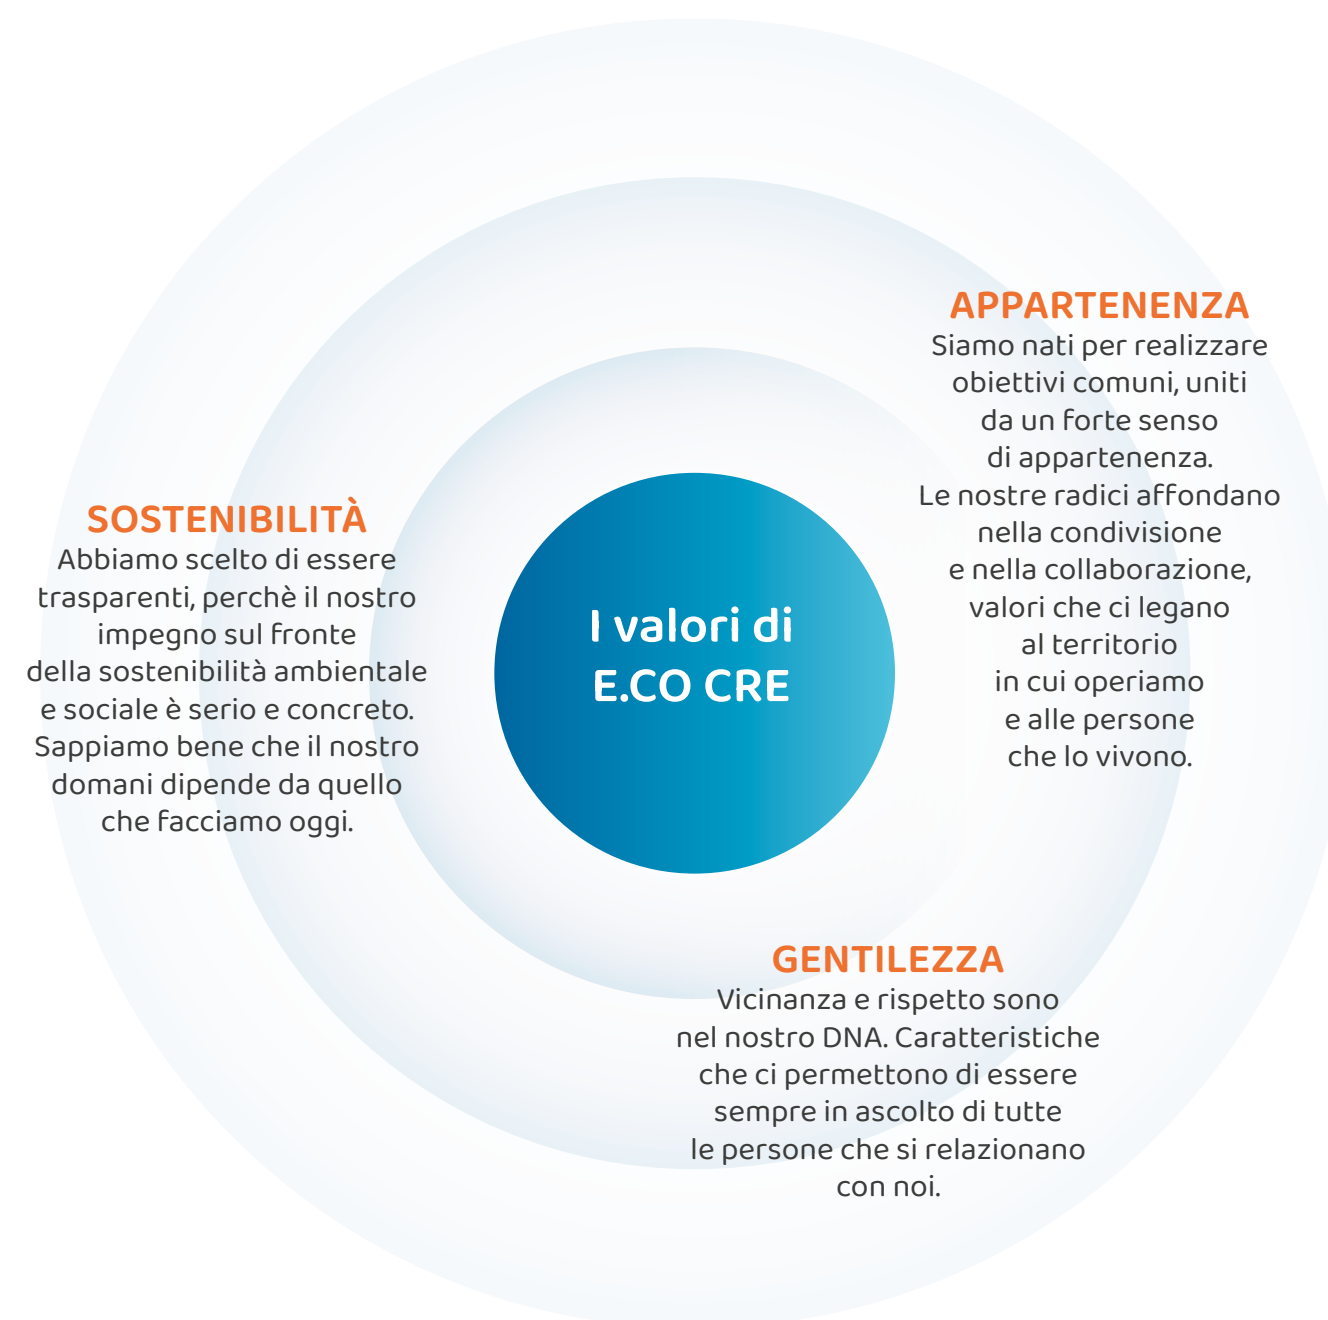 I valori di
E.CO CRE
APPARTENENZA
Siamo nati per realizzare
obiettivi comuni, uniti
da un forte senso
di appartenenza.
Le nostre radici affondano
nella condivisione
e nella collaborazione,
valori che ci legano
al territorio
in cui operiamo
e alle persone
che lo vivono.
SOSTENIBILITÀ
Abbiamo scelto di essere
trasparenti, perchè il nostro
impegno sul fronte
della sostenibilità ambientale
e sociale è serio e concreto.
Sappiamo bene che il nostro
domani dipende da quello
che facciamo oggi.
GENTILEZZA
Vicinanza e rispetto sono
nel nostro DNA. Caratteristiche
che ci permettono di essere
sempre in ascolto di tutte
le persone che si relazionano
con noi.